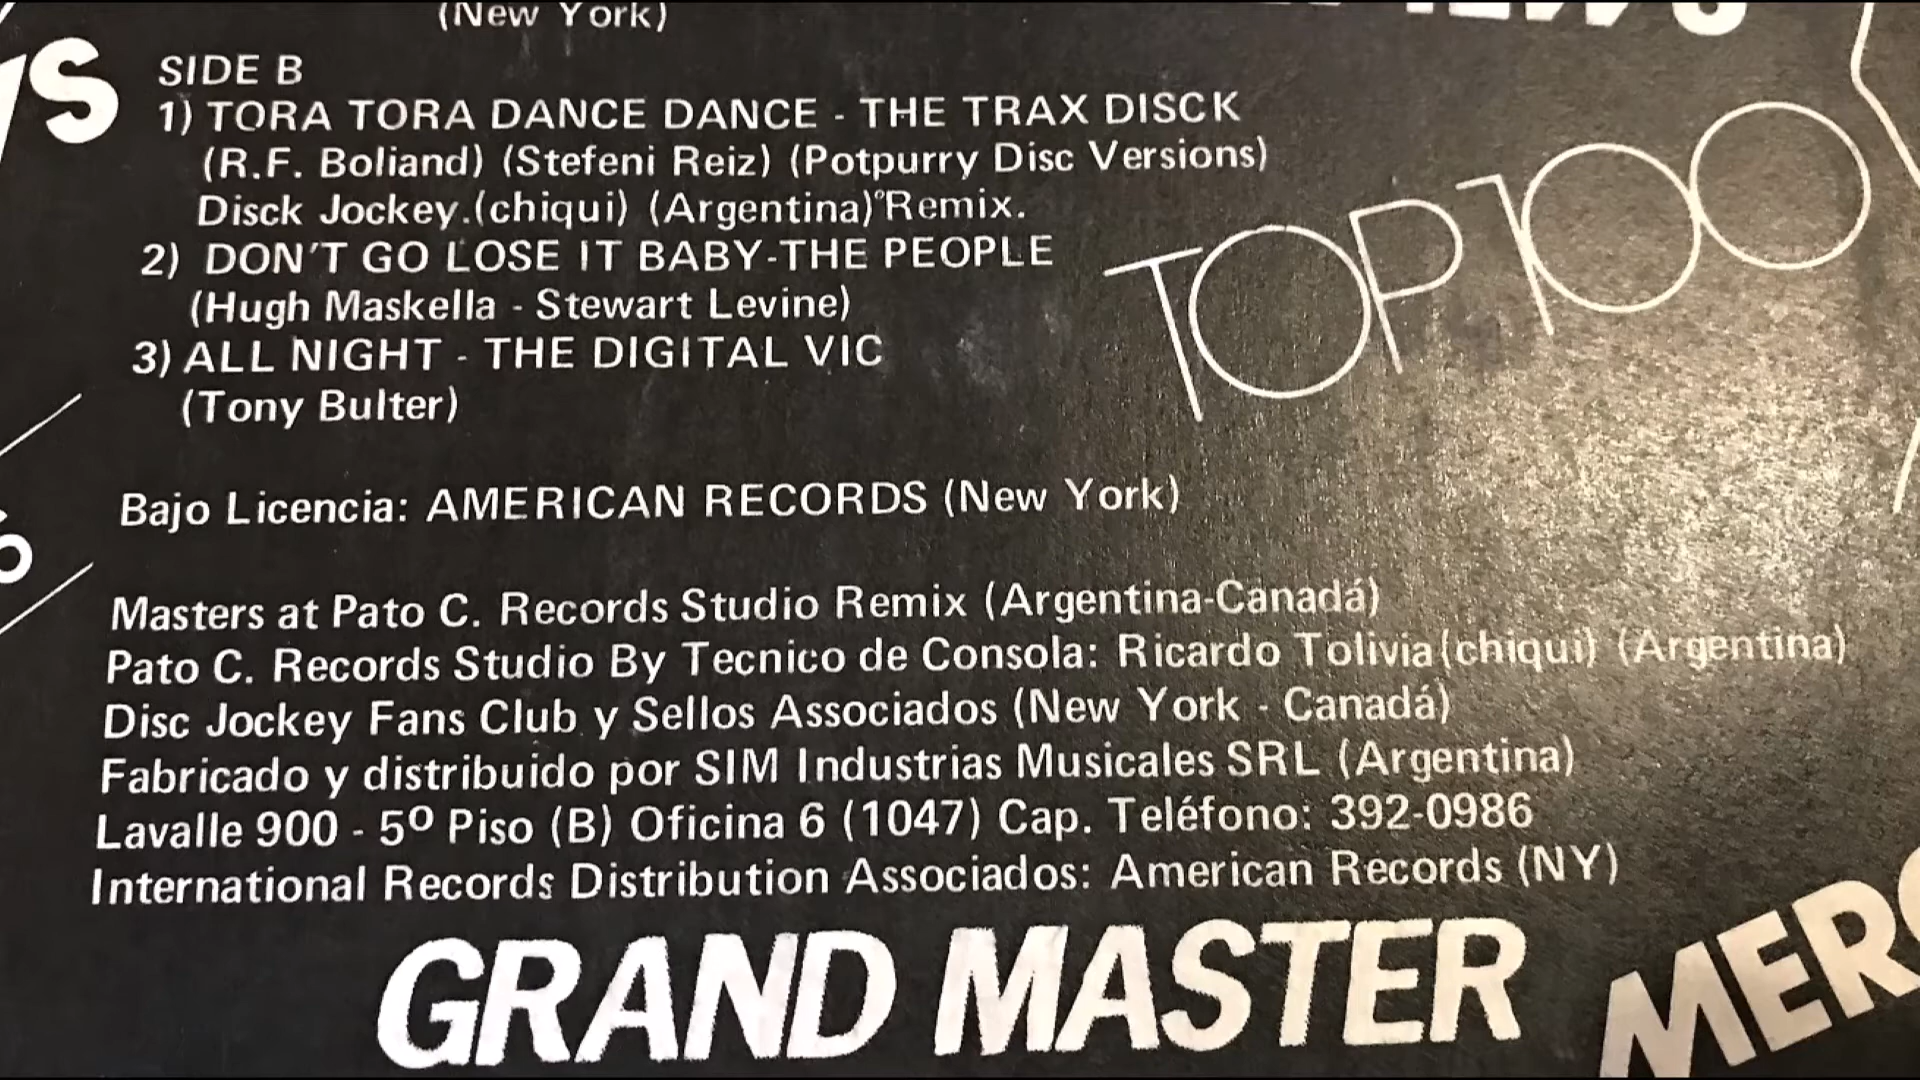 (New York)
SIDE B
1) TORA TORA DANCE DANCE - THE TRAX DISCK
(R.F. Boliand) (Stefeni Reiz) (Potpurry Disc Versions)
Disck Jockey.(chiqui) (Argentina)°Remix.
2) DON'T GO LOSE IT BABY-THE PEOPLE
(Hugh Maskella - Stewart Levine)
3) ALL NIGHT - THE DIGITAL VIC
(Tony Bulter)
TOP 100
Bajo Licencia: AMERICAN RECORDS (New York)
Masters at Pato C. Records Studio Remix (Argentina-Canadá)
Pato C. Records Studio By Tecnico de Consola: Ricardo Tolivia (chiqui) (Argentina)
Disc Jockey Fans Club y Sellos Associados (New York - Canadá)
Fabricado y distribuido por SIM Industrias Musicales SRL (Argentina)
Lavalle 900 - 5º Piso (B) Oficina 6 (1047) Cap. Teléfono: 392-0986
International Records Distribution Associados: American Records (NY)
GRAND MASTER